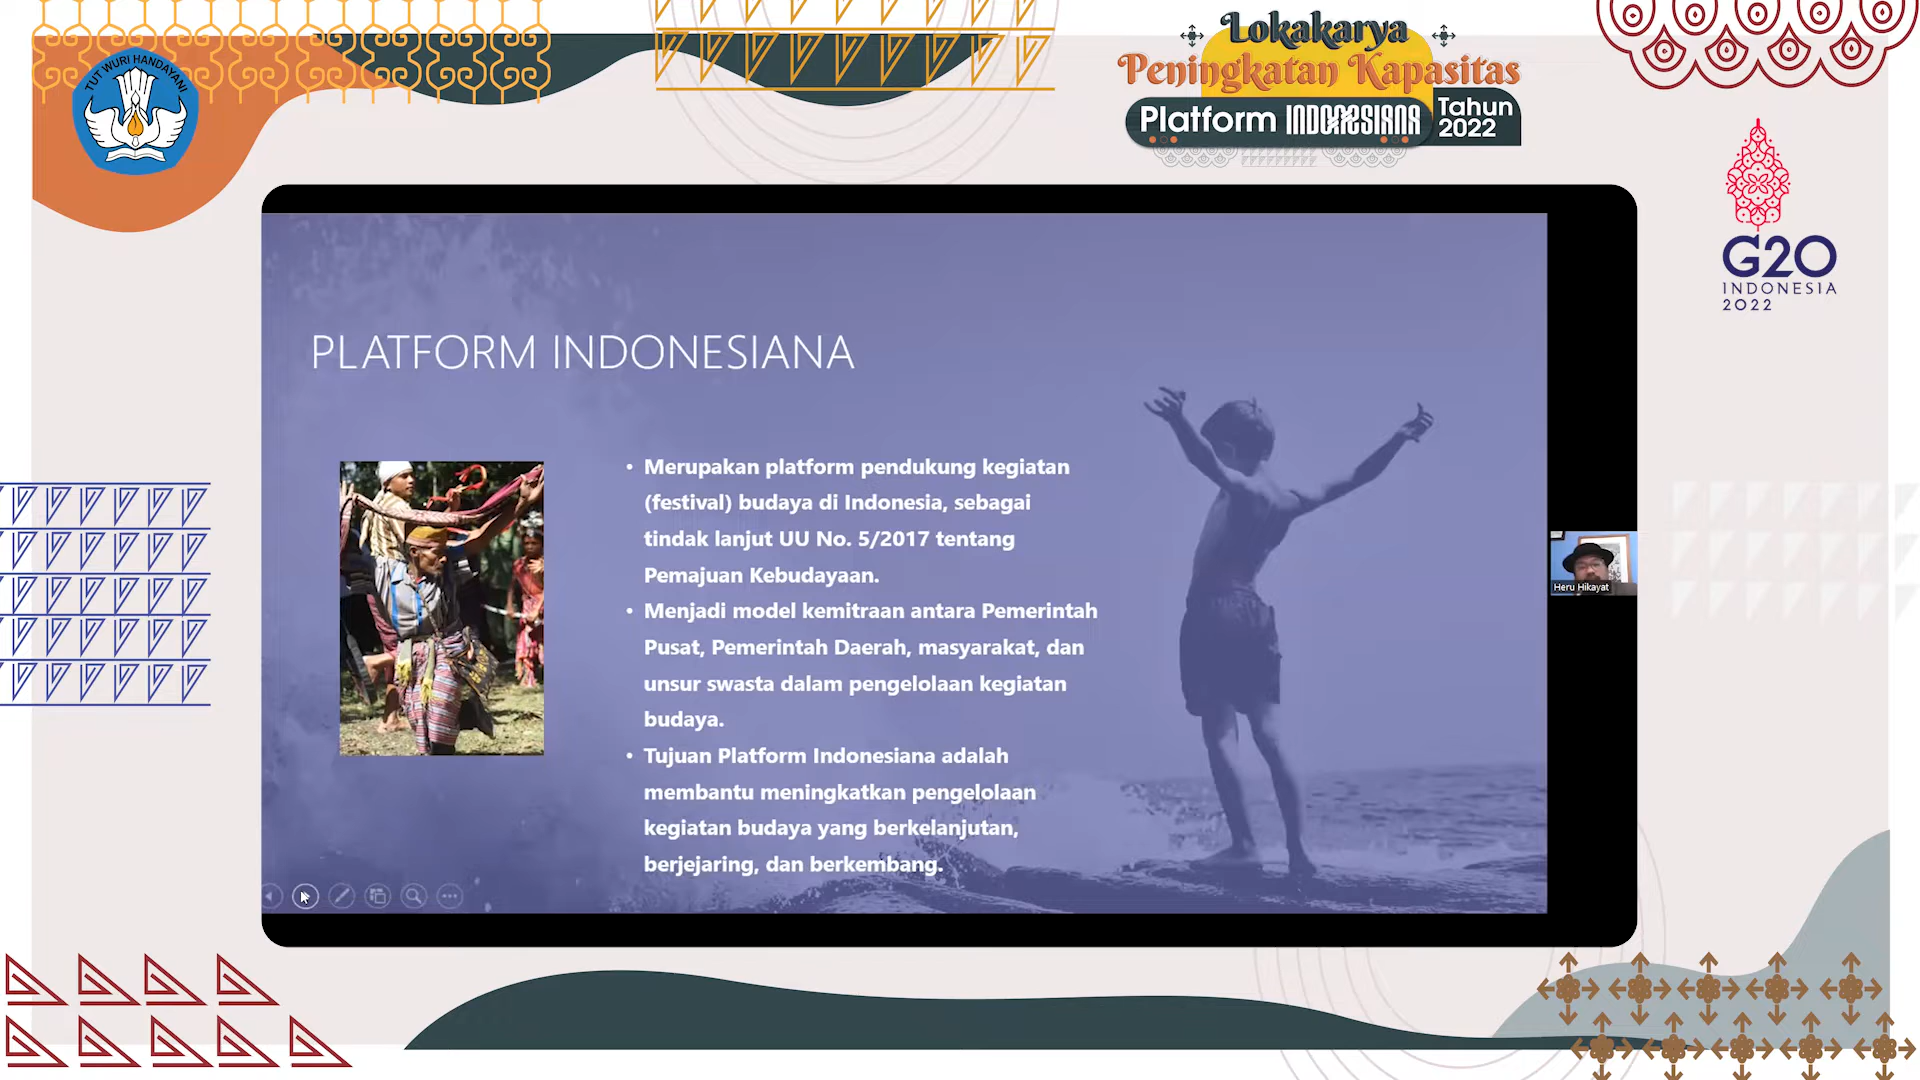 TUT WURI HANDAYANI
Lokakarya
Peningkatan Kapasitas
Platform INDONESIANA
Tahun
2022
G20
INDONESIA
2022
PLATFORM INDONESIANA
• Merupakan platform pendukung kegiatan
(festival) budaya di Indonesia, sebagai
tindak lanjut UU No. 5/2017 tentang
Pemajuan Kebudayaan.
• Menjadi model kemitraan antara Pemerintah
Pusat, Pemerintah Daerah, masyarakat, dan
unsur swasta dalam pengelolaan kegiatan
budaya.
• Tujuan Platform Indonesiana adalah
membantu meningkatkan pengelolaan
kegiatan budaya yang berkelanjutan,
berjejaring, dan berkembang.
Heru Hikayat